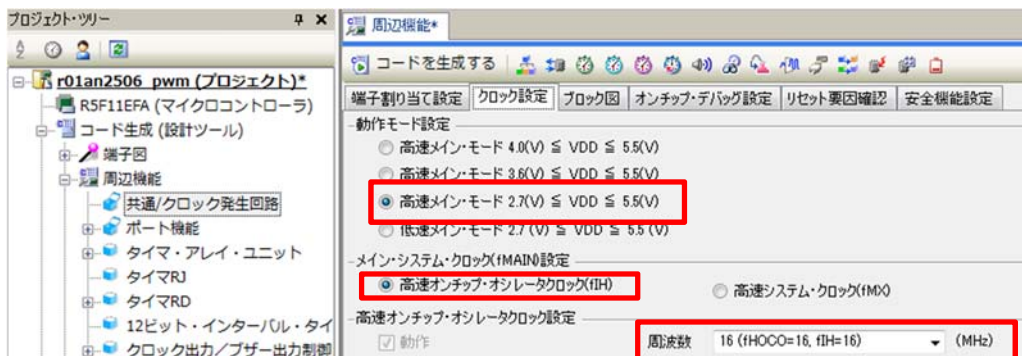 プロジェクト・ツリー
r01an2506_pwm (プロジェクト)*
R5F11EFA (マイクロコントローラ)
コード生成 (設計ツール)
端子図
周辺機能
共通/クロック発生回路
ポート機能
タイマ・アレイ・ユニット
タイマRJ
タイマRD
12ビット・インターバル・タイ
クロック出力/ブザー出力制御
周辺機能*
コードを生成する
端子割り当て設定 クロック設定 ブロック図 オンチップ・デバッグ設定 リセット要因確認 安全機能設定
動作モード設定
高速メイン・モード 4.0(V) ≦ VDD ≦ 5.5(V)
高速メイン・モード 3.6(V) ≦ VDD ≦ 5.5(V)
高速メイン・モード 2.7(V) ≦ VDD ≦ 5.5(V)
低速メイン・モード 2.7 (V) ≦ VDD ≦ 5.5 (V)
メイン・システム・クロック(fMAIN)設定
高速オンチップ・オシレータクロック(fIH) 高速システム・クロック(fMX)
高速オンチップ・オシレータクロック設定
動作 周波数 16 (fHOCO=16, fIH=16) (MHz)